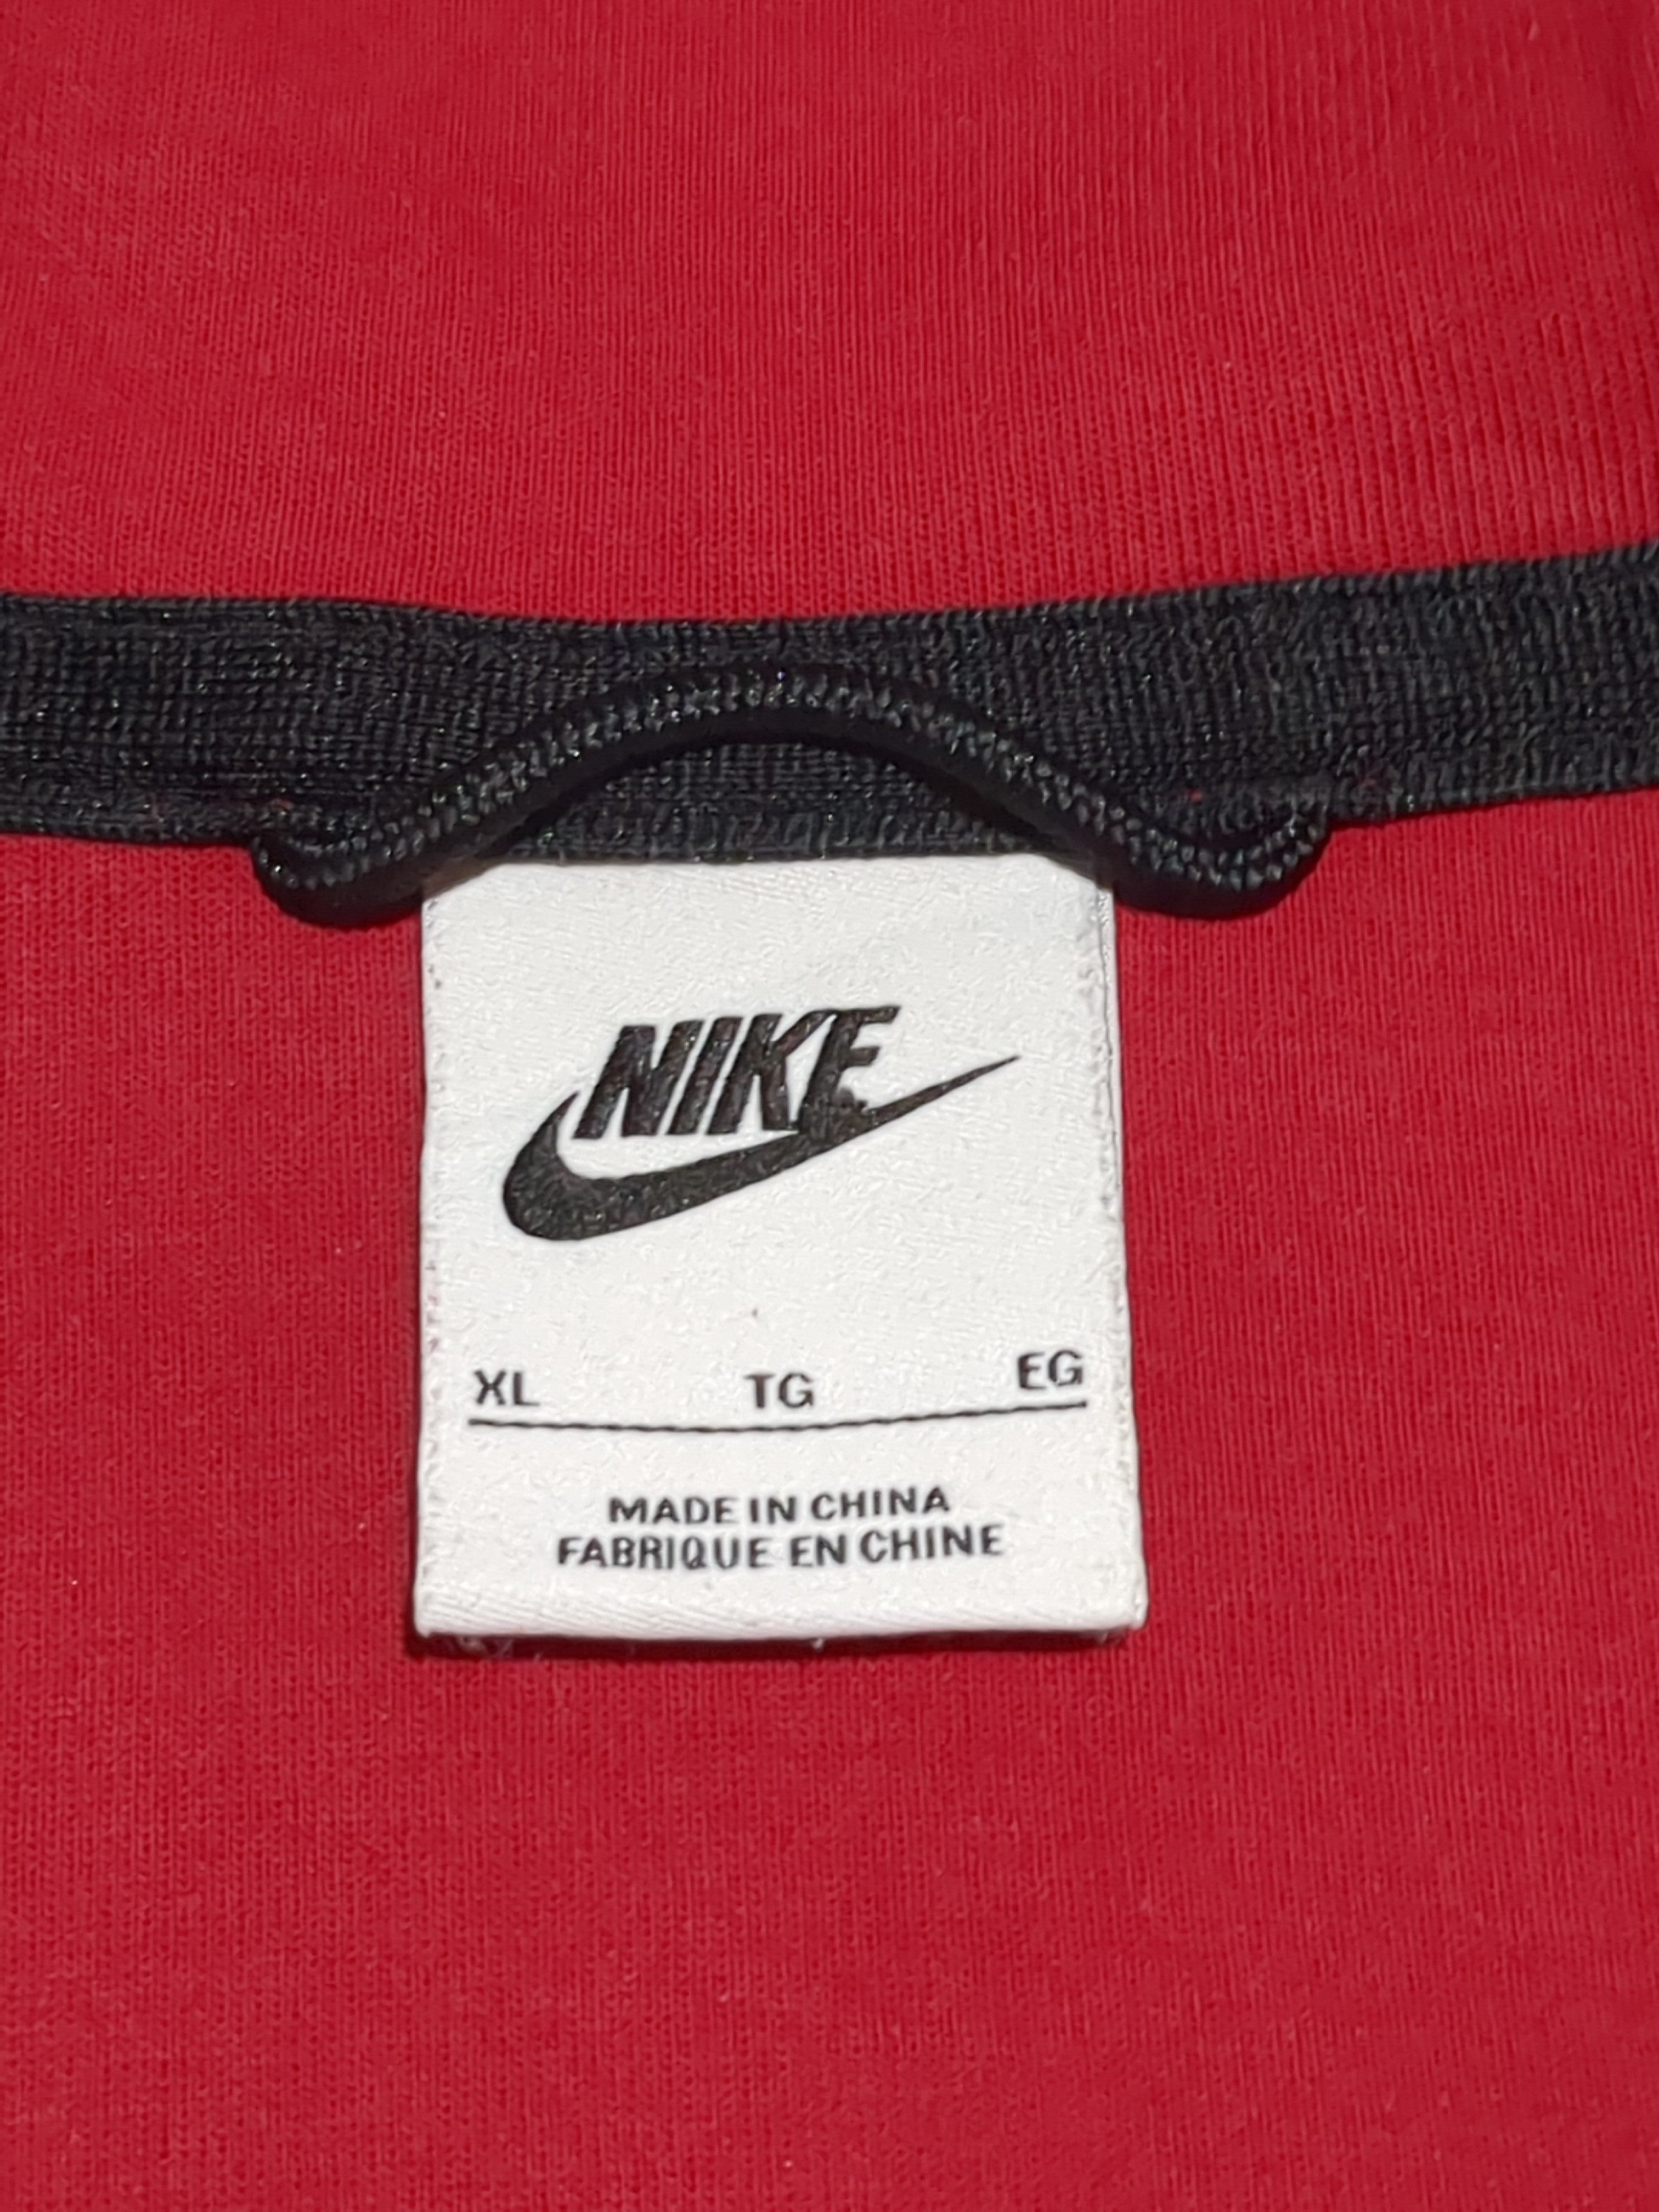 NIKE
XL TG EG
MADE IN CHINA
FABRIQUE EN CHINE